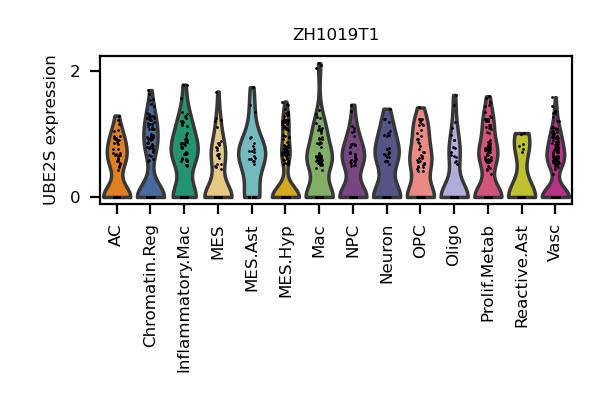 ZH1019T1
UBE2S expression
2
0
AC
Chromatin.Reg
Inflammatory.Mac
MES
MES.Ast
MES.Hyp
Mac
NPC
Neuron
OPC
Oligo
Prolif.Metab
Reactive.Ast
Vasc